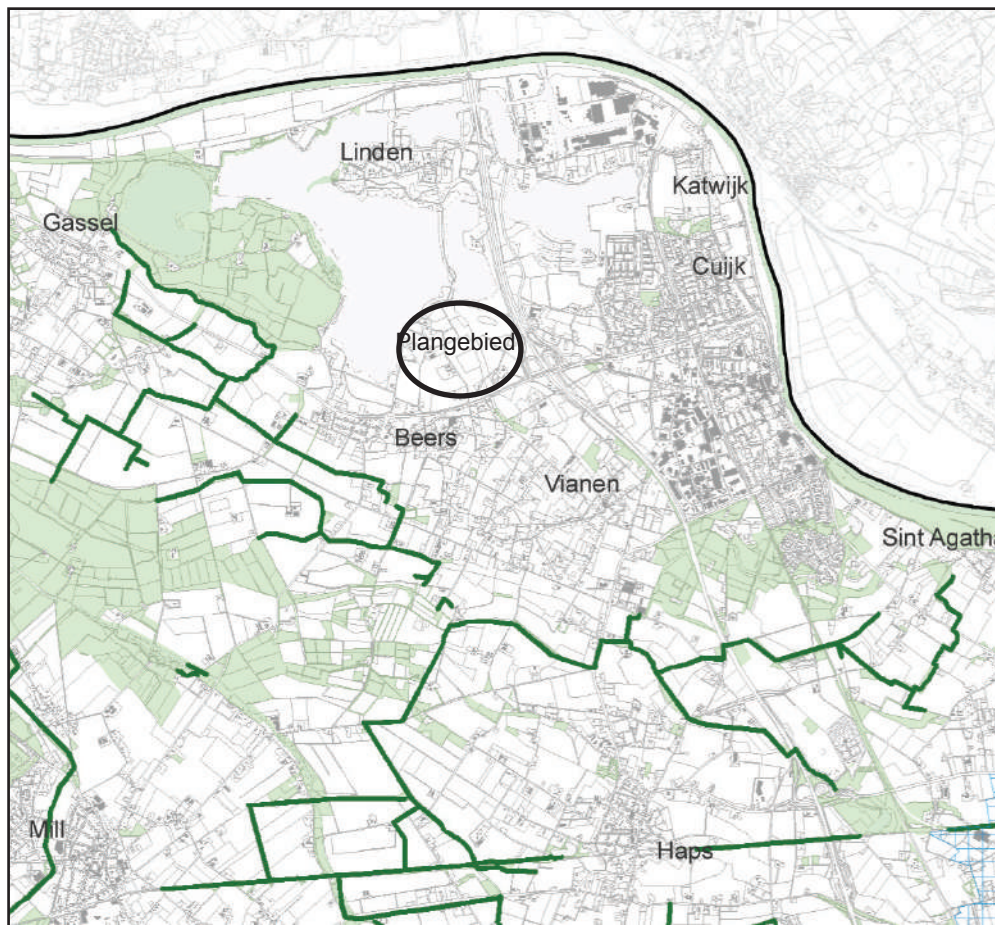 Linden
Katwijk
Gassel
Cuijk
Plangebied
Beers
Vianen
Sint Agatha
Mill
Haps